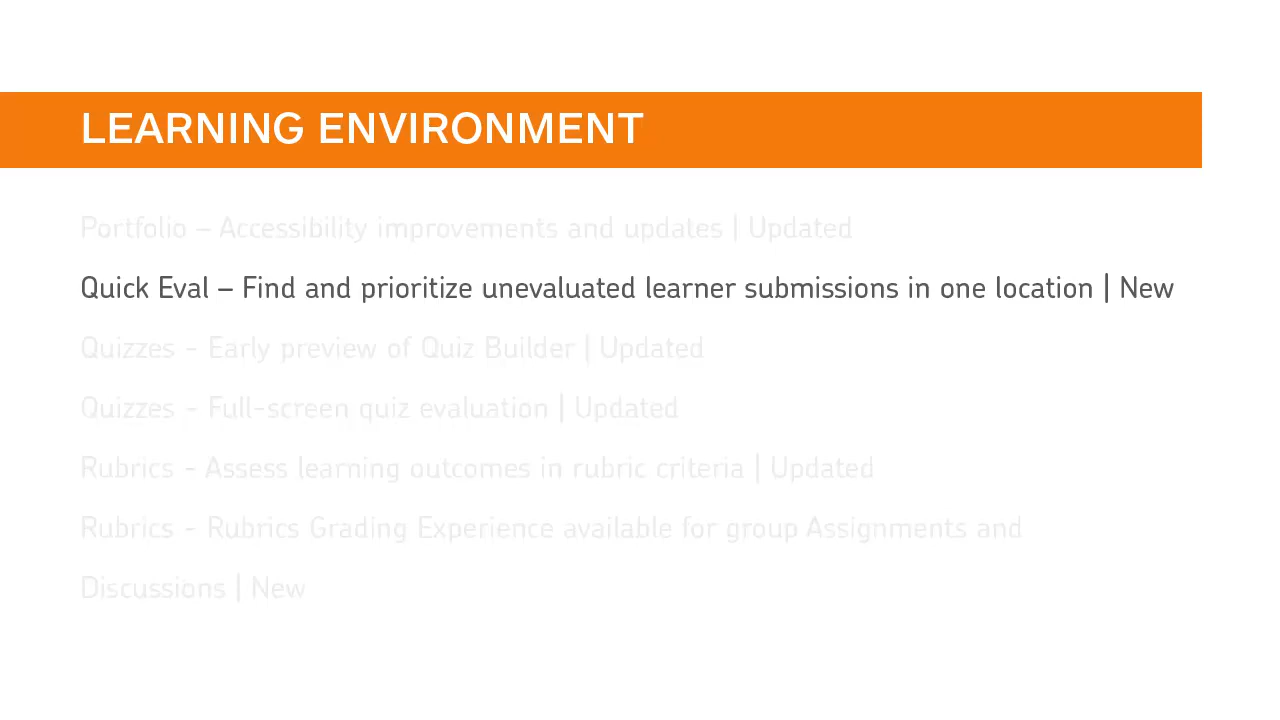 LEARNING ENVIRONMENT
Portfolio – Accessibility improvements and updates | Updated
Quick Eval – Find and prioritize unevaluated learner submissions in one location | New
Quizzes - Early preview of Quiz Builder | Updated
Quizzes - Full-screen quiz evaluation | Updated
Rubrics - Assess learning outcomes in rubric criteria | Updated
Rubrics - Rubrics Grading Experience available for group Assignments and
Discussions | New